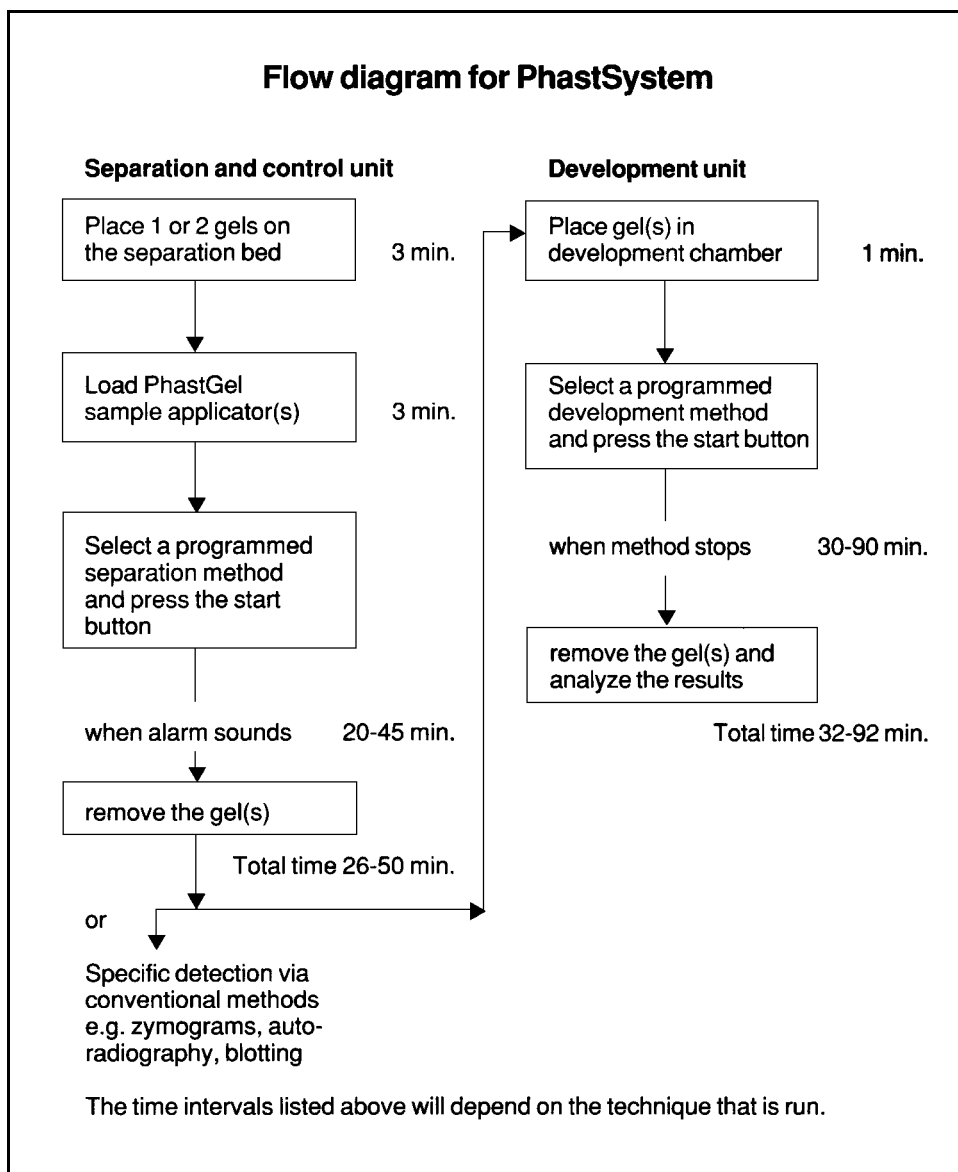 Flow diagram for PhastSystem
Separation and control unit
Place 1 or 2 gels on
the separation bed
3 min.
Load PhastGel
sample applicator(s)
3 min.
Select a programmed
separation method
and press the start
button
when alarm sounds 20-45 min.
remove the gel(s)
Total time 26-50 min.
or
Specific detection via
conventional methods
e.g. zymograms, auto-
radiography, blotting
Development unit
Place gel(s) in
development chamber
1 min.
Select a programmed
development method
and press the start button
when method stops 30-90 min.
remove the gel(s) and
analyze the results
Total time 32-92 min.
The time intervals listed above will depend on the technique that is run.